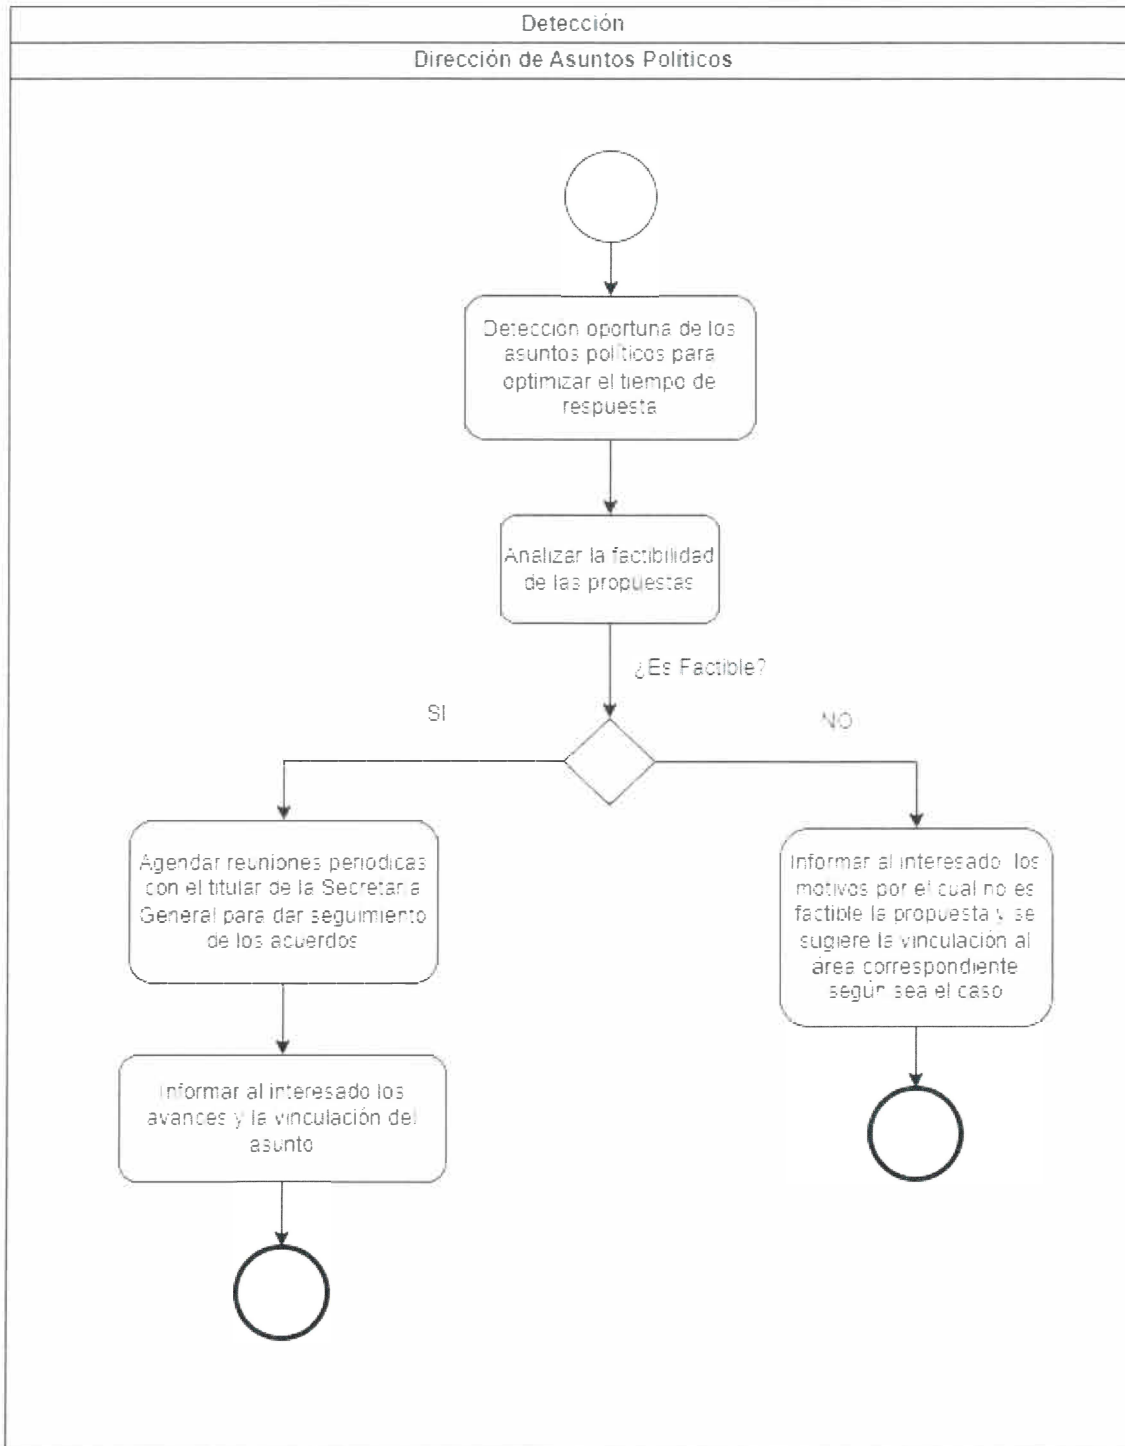 Detección
Dirección de Asuntos Políticos
Detección oportuna de los
asuntos políticos para
optimizar el tiempo de
respuesta
Analizar la factibilidad
de las propuestas
¿Es Factible?
SI
NO
Agendar reuniones periodicas
con el titular de la Secretaria
General para dar seguimiento
de los acuerdos
Informar al interesado los
motivos por el cual no es
factible la propuesta y se
sugiere la vinculación al
área correspondiente
según sea el caso
Informar al interesado los
avances y la vinculación del
asunto